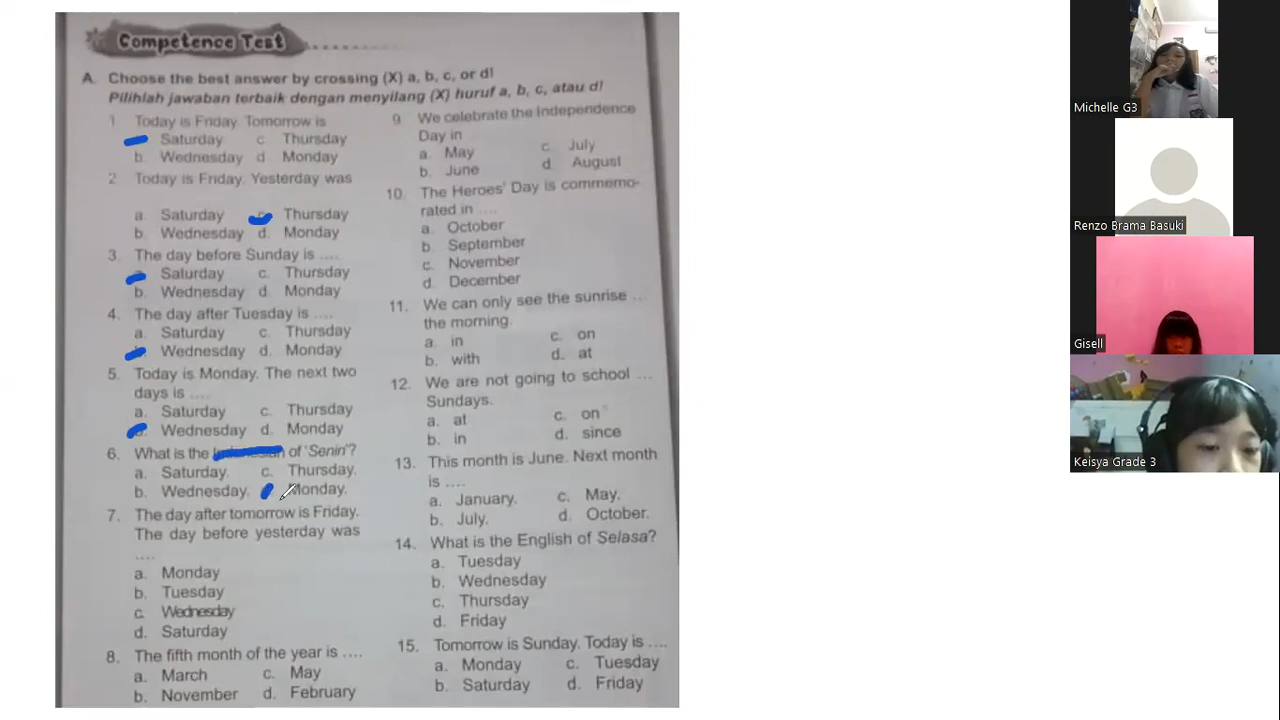 Competence Test
A. Choose the best answer by crossing (X) a, b, c, or d!
Pilihlah jawaban terbaik dengan menyilang (X) huruf a, b, c, atau d!
1 Today is Friday Tomorrow is
Saturday c. Thursday
b. Wednesday d Monday
2 Today is Friday. Yesterday was
a. Saturday Thursday
b. Wednesday d. Monday
3. The day before Sunday is ....
Saturday c. Thursday
b. Wednesday d. Monday
4. The day after Tuesday is ....
a. Saturday c. Thursday
Wednesday d. Monday
5. Today is Monday. The next two
days is ....
a. Saturday c. Thursday
Wednesday d. Monday
6. What is the of 'Senin'?
a. Saturday. c. Thursday.
b. Wednesday. Monday.
7. The day after tomorrow is Friday.
The day before yesterday was
....
a. Monday
b. Tuesday
c. Wednesday
d. Saturday
8. The fifth month of the year is ....
a. March c. May
b. November d. February
9 We celebrate the Independence
Day in
a. May c. July
b. June d. August
10. The Heroes' Day is commemo-
rated in ....
a. October
b. September
c. November
d. December
11. We can only see the sunrise ...
the morning.
a. in c. on
b. with d. at
12. We are not going to school ...
Sundays.
a. at c. on
b. in d. since
13. This month is June. Next month
is ....
a. January. c. May.
b. July. d. October.
14. What is the English of Selasa?
a. Tuesday
b. Wednesday
c. Thursday
d. Friday
15. Tomorrow is Sunday. Today is ....
a. Monday c. Tuesday
b. Saturday d. Friday
Michelle G3
Renzo Brama Basuki
Gisell
Keisya Grade 3